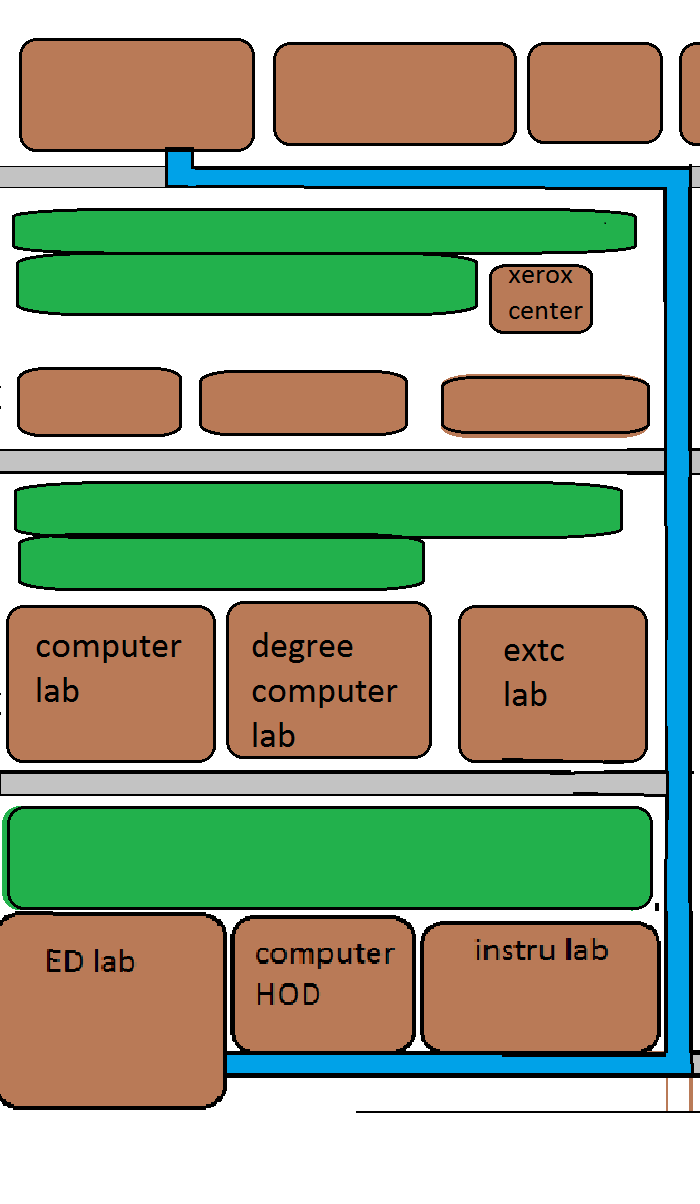 xerox
center
computer
lab
degree
computer
lab
extc
lab
ED lab
computer
HOD
instru lab